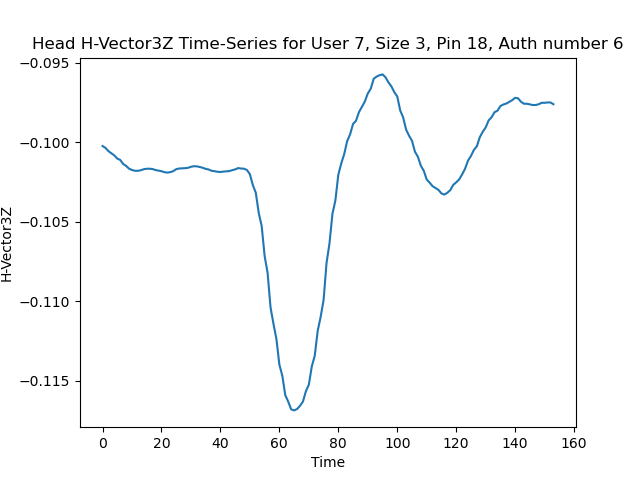 Head H-Vector3Z Time-Series for User 7, Size 3, Pin 18, Auth number 6
−0.095
−0.100
−0.105
−0.110
−0.115
H-Vector3Z
0 20 40 60 80 100 120 140 160
Time